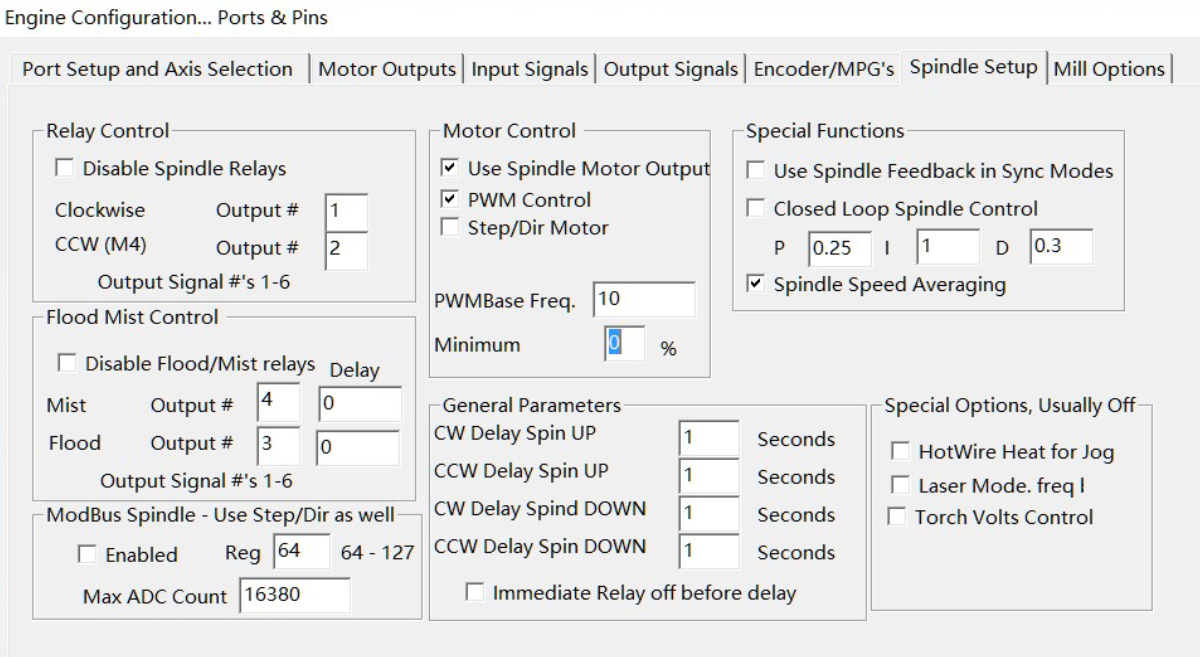 Engine Configuration... Ports & Pins
Port Setup and Axis Selection
Motor Outputs
Input Signals
Output Signals
Encoder/MPG's
Spindle Setup
Mill Options
Relay Control
Disable Spindle Relays
Clockwise Output # 1
CCW (M4) Output # 2
Output Signal #'s 1-6
Flood Mist Control
Disable Flood/Mist relays Delay
Mist Output # 4 0
Flood Output # 3 0
Output Signal #'s 1-6
ModBus Spindle - Use Step/Dir as well
Enabled Reg 64 64 - 127
Max ADC Count 16380
Motor Control
Use Spindle Motor Output
PWM Control
Step/Dir Motor
PWMBase Freq. 10
Minimum 0 %
General Parameters
CW Delay Spin UP 1 Seconds
CCW Delay Spin UP 1 Seconds
CW Delay Spind DOWN 1 Seconds
CCW Delay Spin DOWN 1 Seconds
Immediate Relay off before delay
Special Functions
Use Spindle Feedback in Sync Modes
Closed Loop Spindle Control
P 0.25 I 1 D 0.3
Spindle Speed Averaging
Special Options, Usually Off
HotWire Heat for Jog
Laser Mode. freq
Torch Volts Control